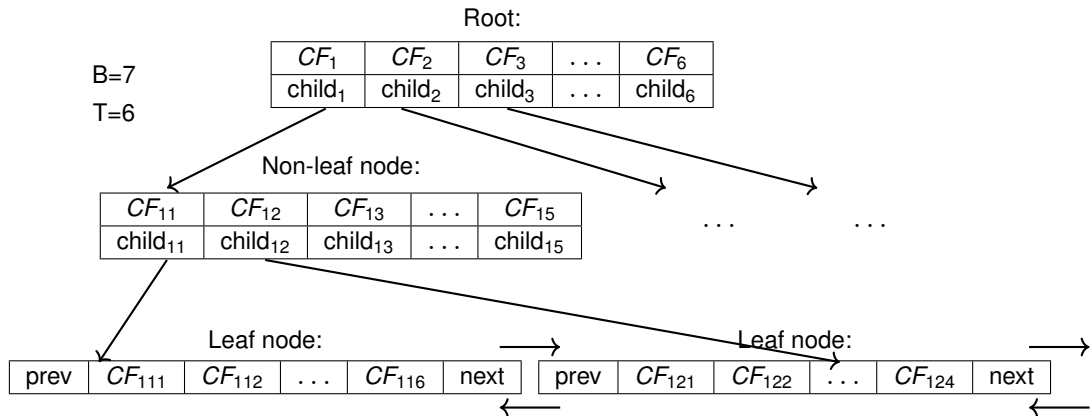 Root:
B=7
T=6
CF₁ CF₂ CF₃ ... CF₆
child₁ child₂ child₃ ... child₆
Non-leaf node:
CF₁₁ CF₁₂ CF₁₃ ... CF₁₅
child₁₁ child₁₂ child₁₃ ... child₁₅
... ...
Leaf node: Leaf node:
prev CF₁₁₁ CF₁₁₂ ... CF₁₁₆ next prev CF₁₂₁ CF₁₂₂ ... CF₁₂₄ next